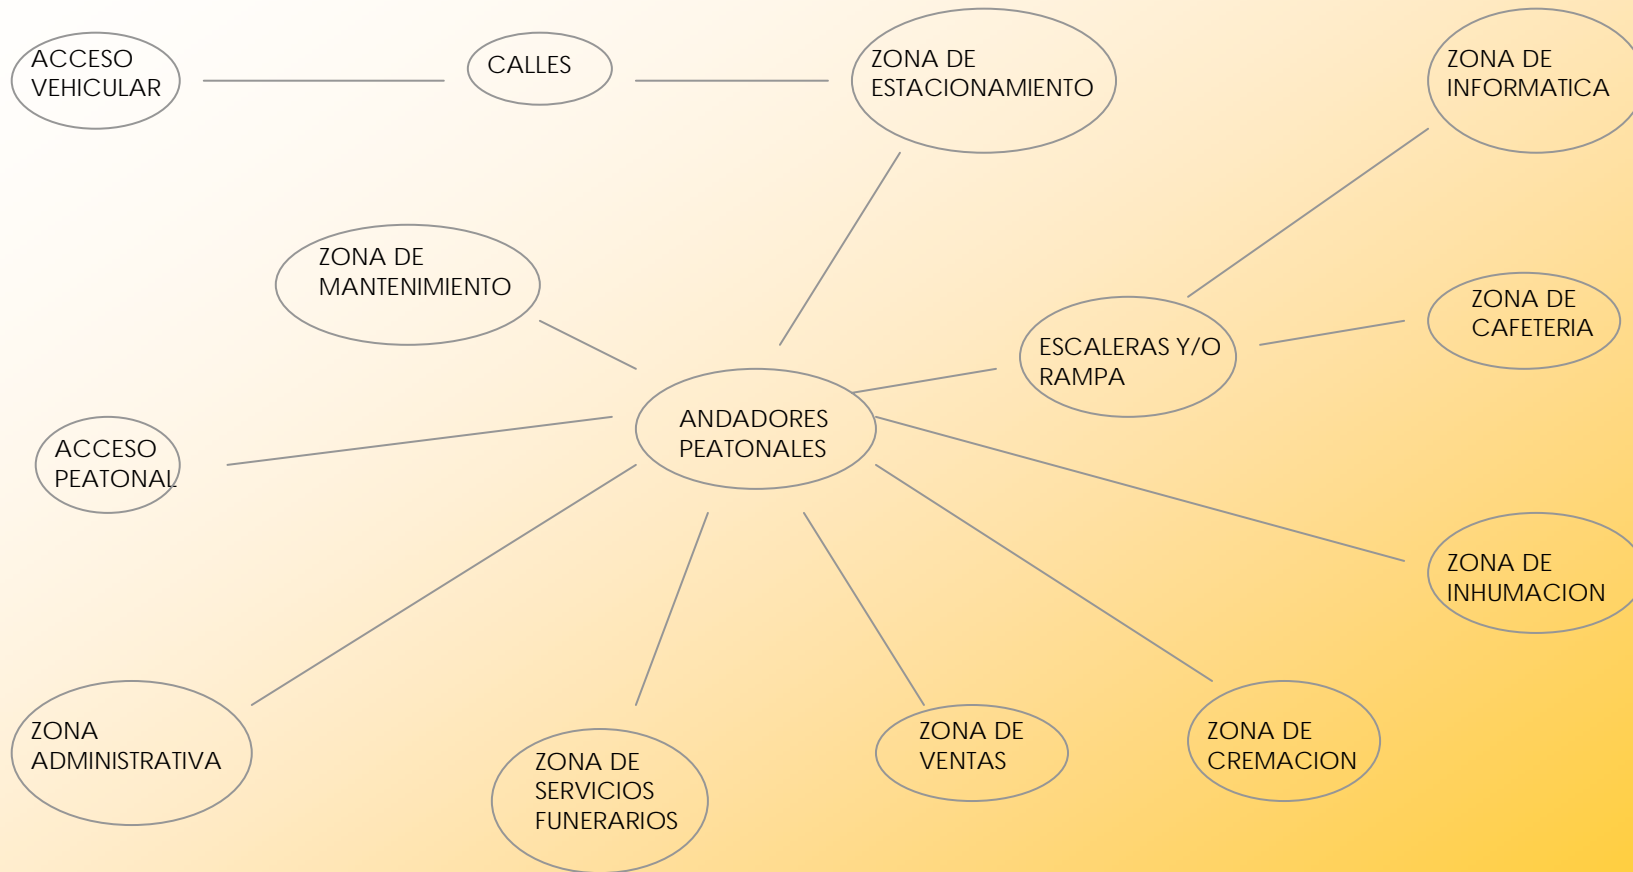 ACCESO
VEHICULAR
CALLES
ZONA DE
ESTACIONAMIENTO
ZONA DE
INFORMATICA
ZONA DE
MANTENIMIENTO
ESCALERAS Y/O
RAMPA
ZONA DE
CAFETERIA
ANDADORES
PEATONALES
ACCESO
PEATONAL
ZONA DE
INHUMACION
ZONA
ADMINISTRATIVA
ZONA DE
SERVICIOS
FUNERARIOS
ZONA DE
VENTAS
ZONA DE
CREMACION